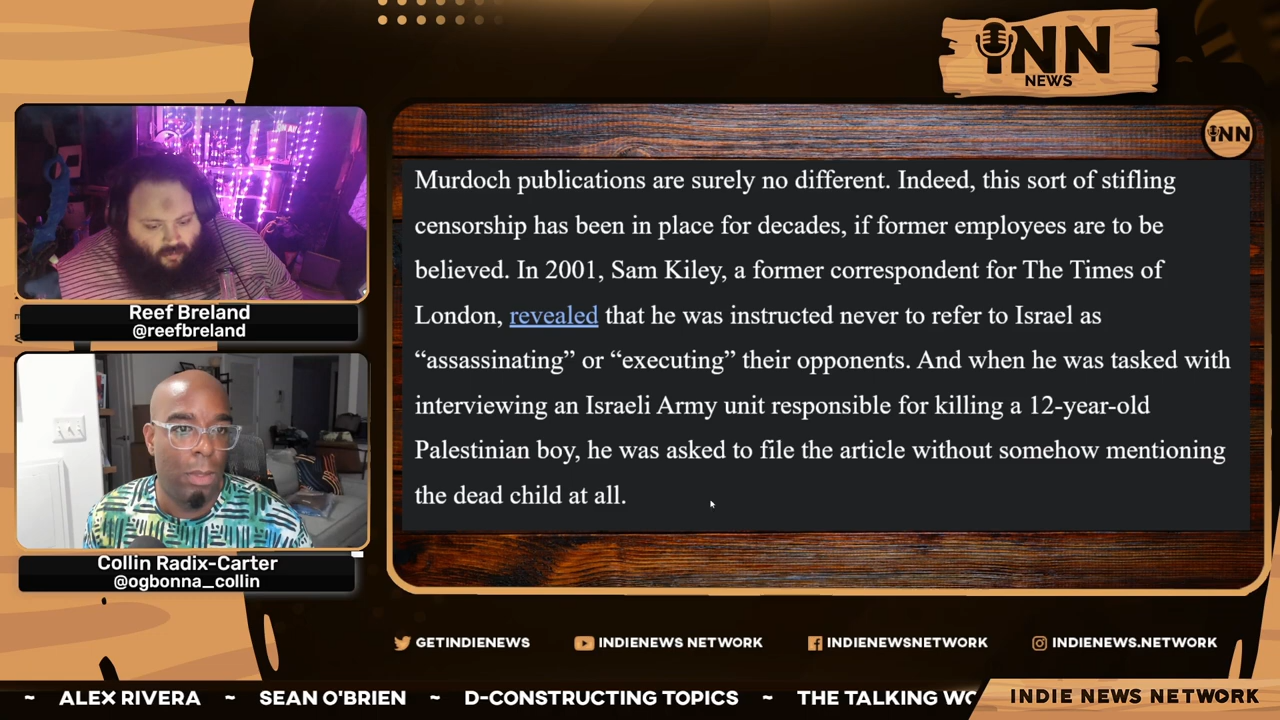 iNN
NEWS
iNN
Murdoch publications are surely no different. Indeed, this sort of stifling
censorship has been in place for decades, if former employees are to be
believed. In 2001, Sam Kiley, a former correspondent for The Times of
London, revealed that he was instructed never to refer to Israel as
“assassinating” or “executing” their opponents. And when he was tasked with
interviewing an Israeli Army unit responsible for killing a 12-year-old
Palestinian boy, he was asked to file the article without somehow mentioning
the dead child at all.
Reef Breland
@reefbreland
Collin Radix-Carter
@ogbonna_collin
GETINDIENEWS
INDIENEWS NETWORK
INDIENEWSNETWORK
INDIENEWS.NETWORK
~ ALEX RIVERA ~ SEAN O'BRIEN ~ D-CONSTRUCTING TOPICS ~ THE TALKING WO
INDIE NEWS NETWORK